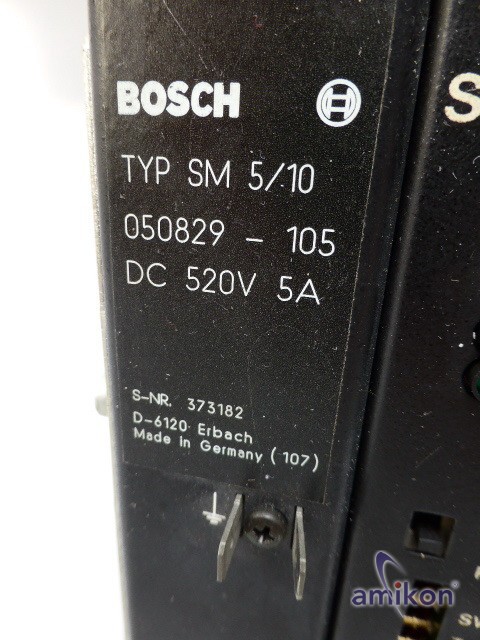 BOSCH
TYP SM 5/10
050829 - 105
DC 520V 5A
S-NR. 373182
D-6120 Erbach
Made in Germany (107)
S
amikon
SW